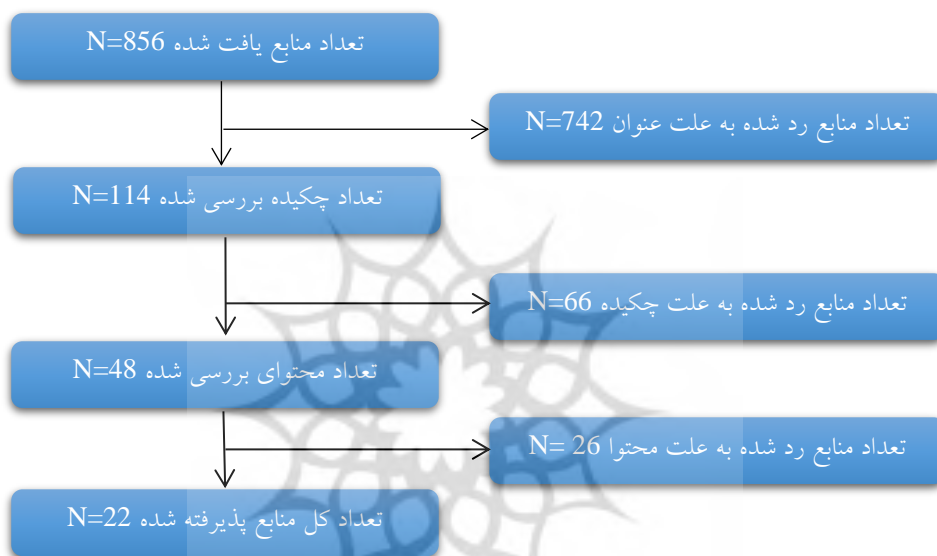 تعداد منابع یافت شده N=856
تعداد منابع رد شده به علت عنوان N=742
تعداد چکیده بررسی شده N=114
تعداد منابع رد شده به علت چکیده N=66
تعداد محتوای بررسی شده N=48
تعداد منابع رد شده به علت محتوا N= 26
تعداد کل منابع پذیرفته شده N=22